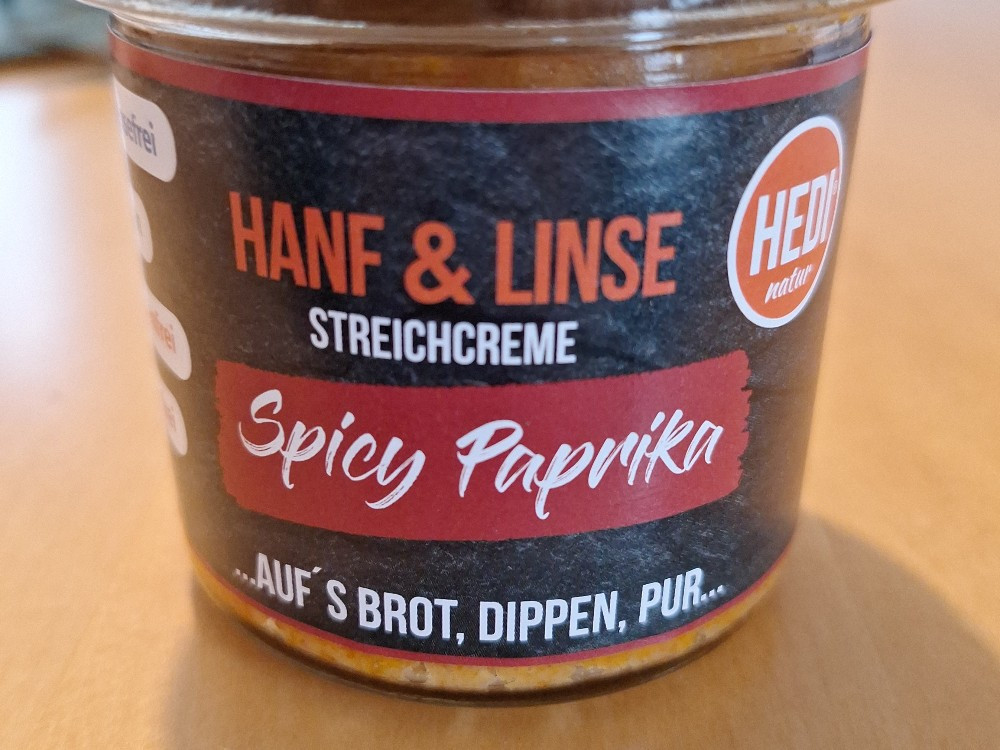 HANF & LINSE
STREICHCREME
Spicy Paprika
...AUF´S BROT, DIPPEN, PUR...
HEDI
natur